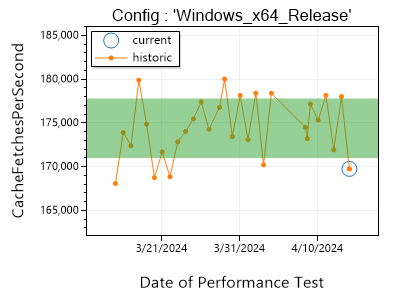 Config : 'Windows_x64_Release'
current
historic
185,000
180,000
175,000
170,000
165,000
CacheFetchesPerSecond
3/21/2024 3/31/2024 4/10/2024
Date of Performance Test